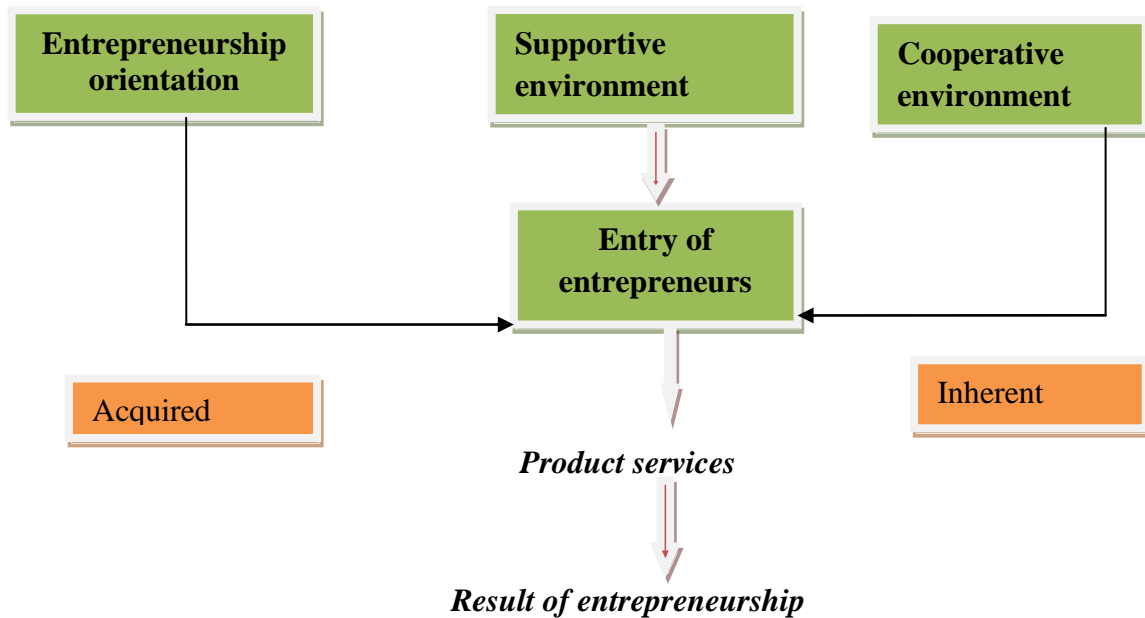 Entrepreneurship
orientation
Supportive
environment
Cooperative
environment
Entry of
entrepreneurs
Acquired
Inherent
Product services
Result of entrepreneurship